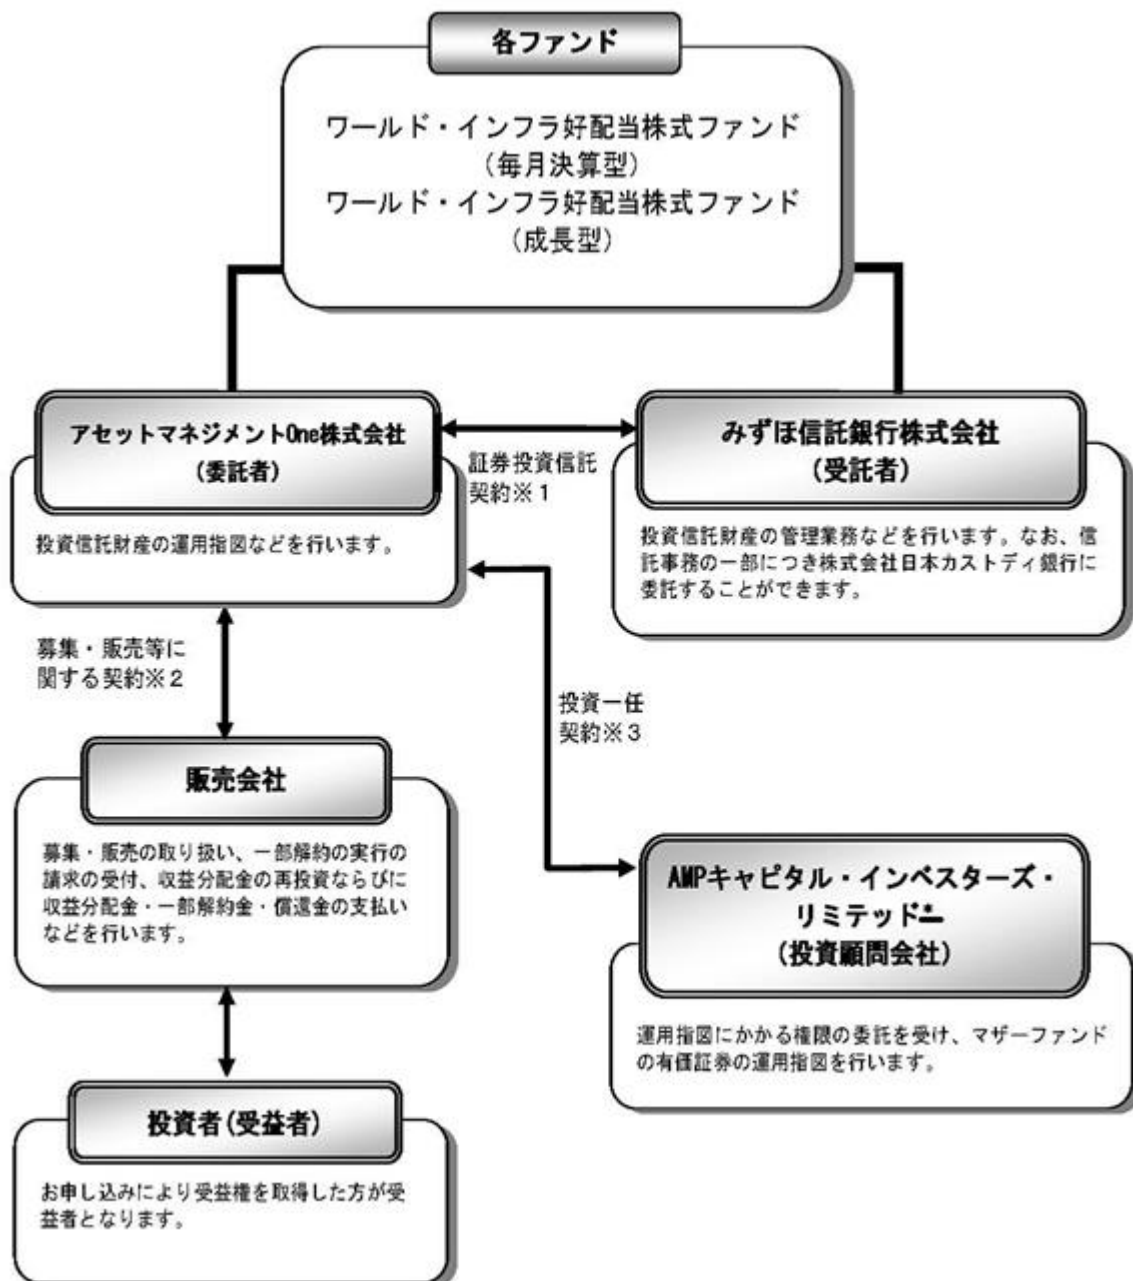 各ファンド
ワールド・インフラ好配当株式ファンド
(毎月決算型)
ワールド・インフラ好配当株式ファンド
(成長型)
アセットマネジメントOne株式会社
(委託者)
投資信託財産の運用指図などを行います。
証券投資信託
契約※1
みずほ信託銀行株式会社
(受託者)
投資信託財産の管理業務などを行います。なお、信
託事務の一部につき株式会社日本カストディ銀行に
委託することができます。
募集・販売等に
関する契約※2
投資一任
契約※3
販売会社
募集・販売の取り扱い、一部解約の実行の
請求の受付、収益分配金の再投資ならびに
収益分配金・一部解約金・償還金の支払い
などを行います。
AMPキャピタル・インベスターズ・
リミテッド*
(投資顧問会社)
運用指図にかかる権限の委託を受け、マザーファンド
の有価証券の運用指図を行います。
投資者(受益者)
お申し込みにより受益権を取得した方が受
益者となります。